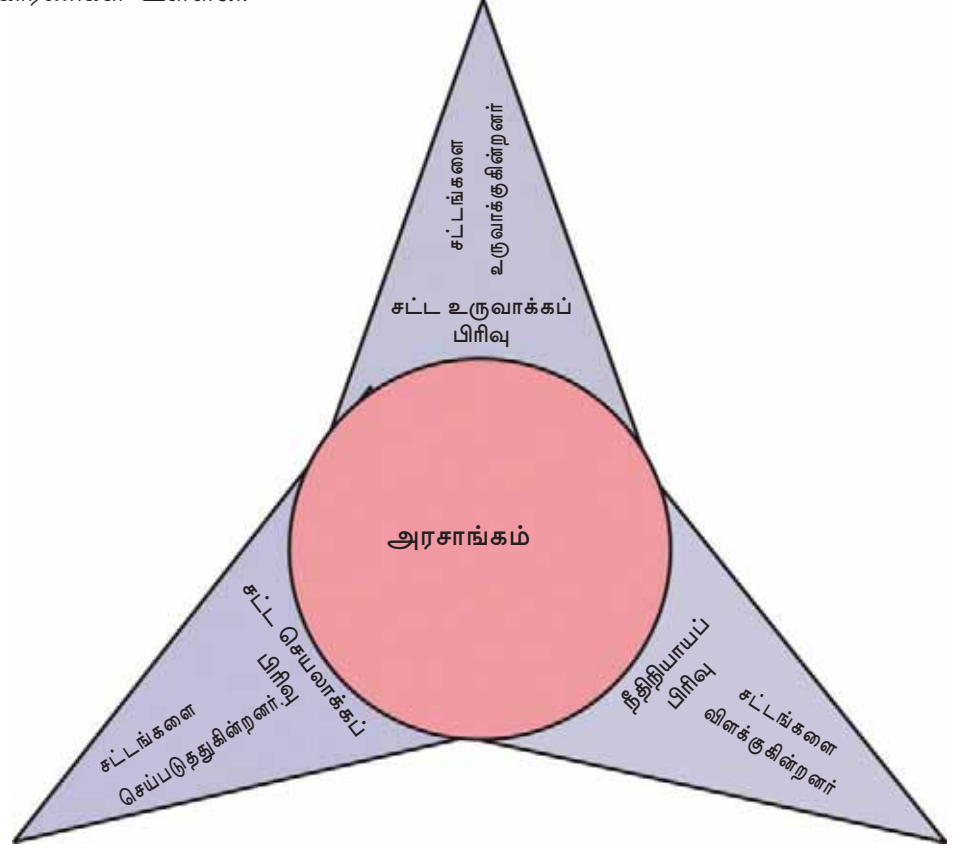 சட்டங்களை
உருவாக்குகின்றனர்
சட்ட உருவாக்கப்
பிரிவு
அரசாங்கம்
சட்ட செயலாக்கப்
பிரிவு
சட்டங்களை
செய்படுத்துகின்றனர்.
நீதிநியாயப்
பிரிவு
சட்டங்களை
விளக்குகின்றனர்